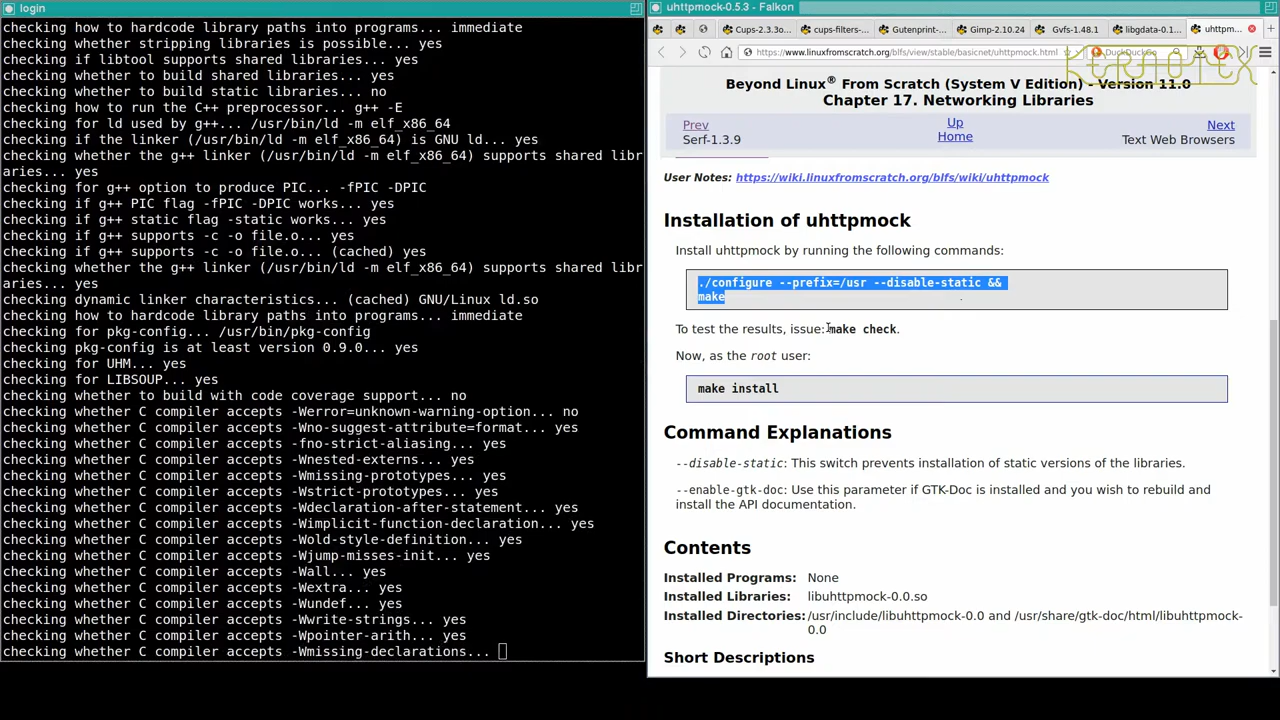 login
checking how to hardcode library paths into programs... immediate
checking whether stripping libraries is possible... yes
checking if libtool supports shared libraries... yes
checking whether to build shared libraries... yes
checking whether to build static libraries... no
checking how to run the C++ preprocessor... g++ -E
checking for ld used by g++... /usr/bin/ld -m elf_x86_64
checking if the linker (/usr/bin/ld -m elf_x86_64) is GNU ld... yes
checking whether the g++ linker (/usr/bin/ld -m elf_x86_64) supports shared libr
aries... yes
checking for g++ option to produce PIC... -fPIC -DPIC
checking if g++ PIC flag -fPIC -DPIC works... yes
checking if g++ static flag -static works... yes
checking if g++ supports -c -o file.o... yes
checking if g++ supports -c -o file.o... (cached) yes
checking whether the g++ linker (/usr/bin/ld -m elf_x86_64) supports shared libr
aries... yes
checking dynamic linker characteristics... (cached) GNU/Linux ld.so
checking how to hardcode library paths into programs... immediate
checking for pkg-config... /usr/bin/pkg-config
checking pkg-config is at least version 0.9.0... yes
checking for UHM... yes
checking for LIBSOUP... yes
checking whether to build with code coverage support... no
checking whether C compiler accepts -Werror=unknown-warning-option... no
checking whether C compiler accepts -Wno-suggest-attribute=format... yes
checking whether C compiler accepts -fno-strict-aliasing... yes
checking whether C compiler accepts -Wnested-externs... yes
checking whether C compiler accepts -Wmissing-prototypes... yes
checking whether C compiler accepts -Wstrict-prototypes... yes
checking whether C compiler accepts -Wdeclaration-after-statement... yes
checking whether C compiler accepts -Wimplicit-function-declaration... yes
checking whether C compiler accepts -Wold-style-definition... yes
checking whether C compiler accepts -Wjump-misses-init... yes
checking whether C compiler accepts -Wall... yes
checking whether C compiler accepts -Wextra... yes
checking whether C compiler accepts -Wundef... yes
checking whether C compiler accepts -Wwrite-strings... yes
checking whether C compiler accepts -Wpointer-arith... yes
checking whether C compiler accepts -Wmissing-declarations...
uhttpmock-0.5.3 - Falkon
Cups-2.3.3o... cups-filters-... Gutenprint-... Gimp-2.10.24 Gvfs-1.48.1 libgdata-0.1... uhttpm...
https://www.linuxfromscratch.org/blfs/view/stable/basicnet/uhttpmock.html DuckDuckGo
KERNOTEX
Beyond Linux® From Scratch (System V Edition) - Version 11.0
Chapter 17. Networking Libraries
Prev Up Next
Serf-1.3.9 Home Text Web Browsers
User Notes: https://wiki.linuxfromscratch.org/blfs/wiki/uhttpmock
Installation of uhttpmock
Install uhttpmock by running the following commands:
./configure --prefix=/usr --disable-static &&
make
To test the results, issue: make check.
Now, as the root user:
make install
Command Explanations
--disable-static: This switch prevents installation of static versions of the libraries.
--enable-gtk-doc: Use this parameter if GTK-Doc is installed and you wish to rebuild and
install the API documentation.
Contents
Installed Programs: None
Installed Libraries: libuhttpmock-0.0.so
Installed Directories: /usr/include/libuhttpmock-0.0 and /usr/share/gtk-doc/html/libuhttpmock-
0.0
Short Descriptions